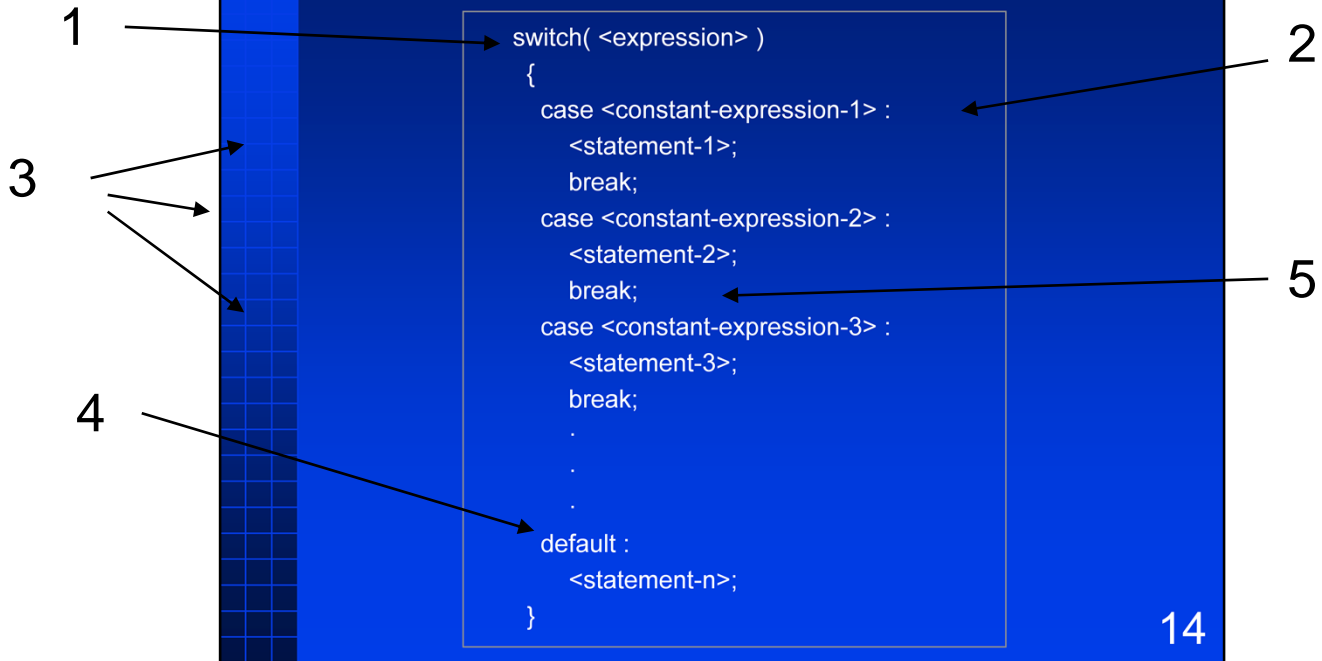 1
switch( <expression> )
2
{
case <constant-expression-1> :
<statement-1>;
3
break;
case <constant-expression-2> :
<statement-2>;
break;
5
case <constant-expression-3> :
<statement-3>;
4
break;
.
.
.
default :
<statement-n>;
}
14